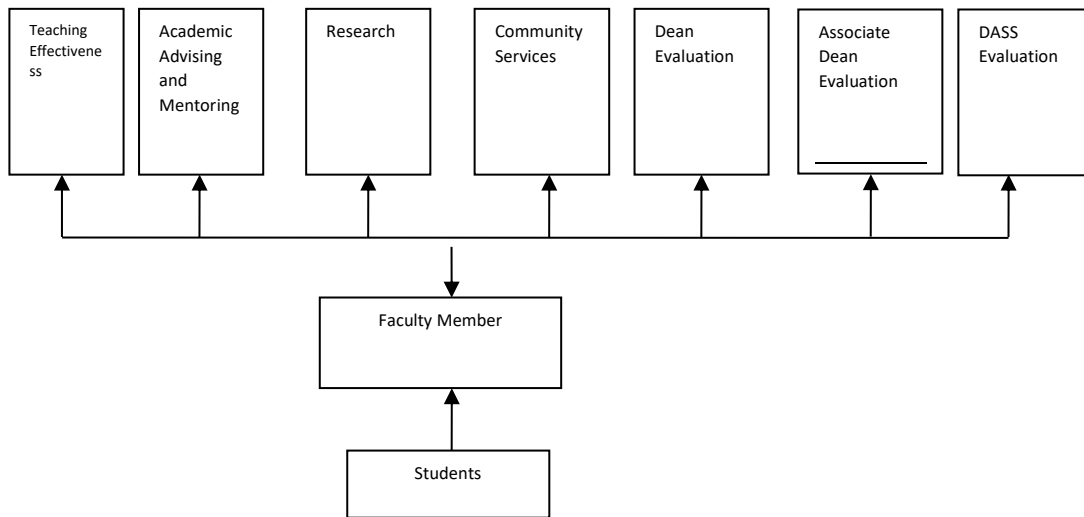 Teaching
Effectivene
ss
Academic
Advising
and
Mentoring
Research
Community
Services
Dean
Evaluation
Associate
Dean
Evaluation
DASS
Evaluation
Faculty Member
Students